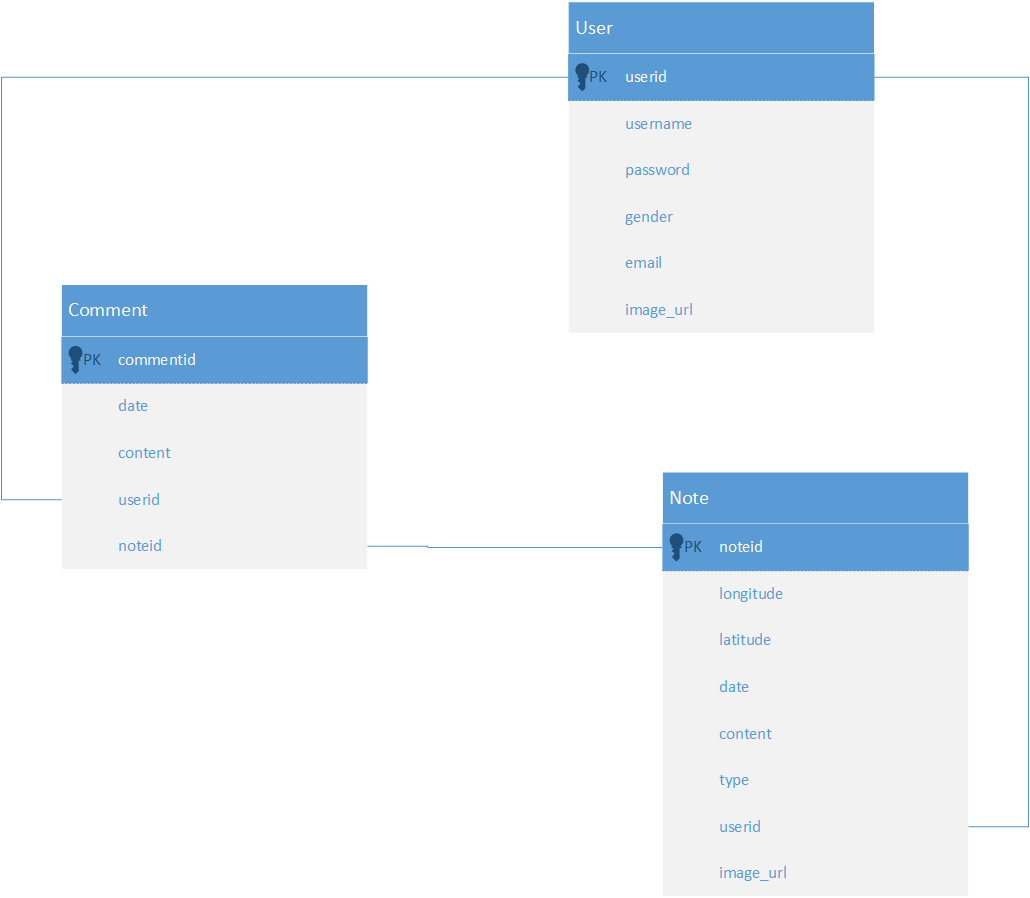 User
PK userid
username
password
gender
email
image_url
Comment
PK commentid
date
content
userid
noteid
Note
PK noteid
longitude
latitude
date
content
type
userid
image_url